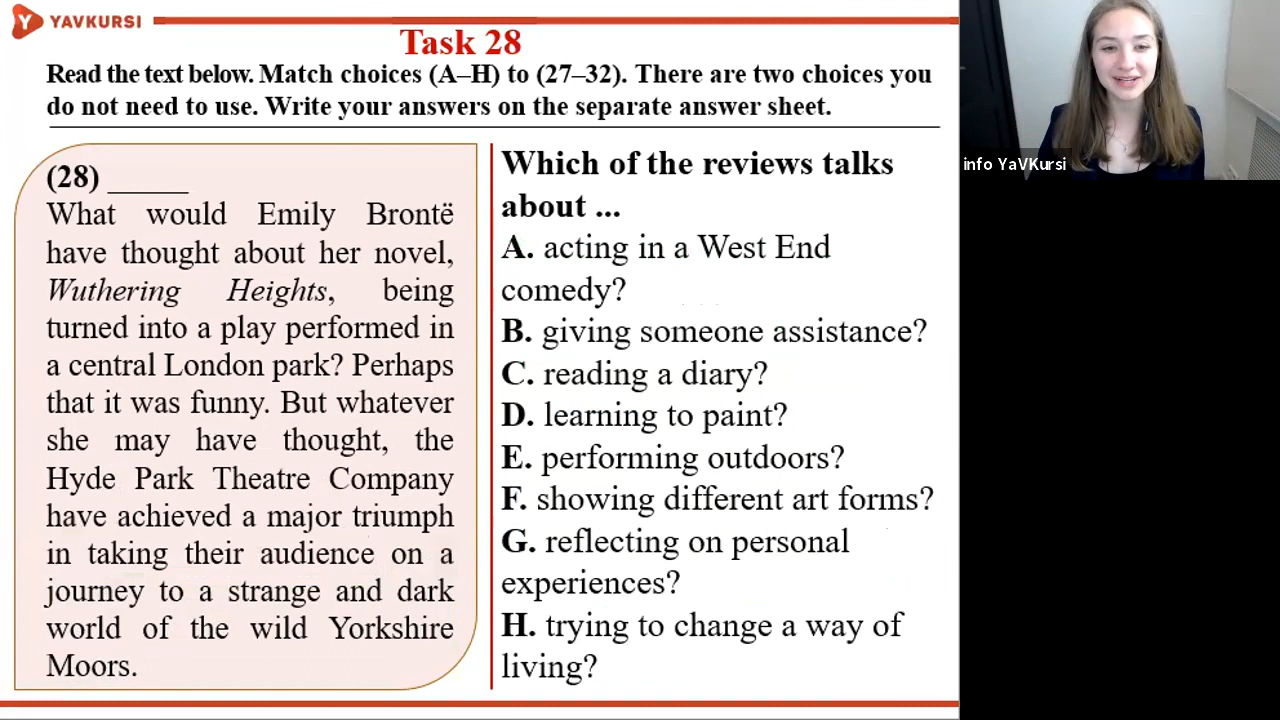 YAVKURSI
Task 28
Read the text below. Match choices (A–H) to (27–32). There are two choices you
do not need to use. Write your answers on the separate answer sheet.
(28) _____
What would Emily Brontë
have thought about her novel,
Wuthering Heights, being
turned into a play performed in
a central London park? Perhaps
that it was funny. But whatever
she may have thought, the
Hyde Park Theatre Company
have achieved a major triumph
in taking their audience on a
journey to a strange and dark
world of the wild Yorkshire
Moors.
Which of the reviews talks
about ...
A. acting in a West End
comedy?
B. giving someone assistance?
C. reading a diary?
D. learning to paint?
E. performing outdoors?
F. showing different art forms?
G. reflecting on personal
experiences?
H. trying to change a way of
living?
info YaVKursi